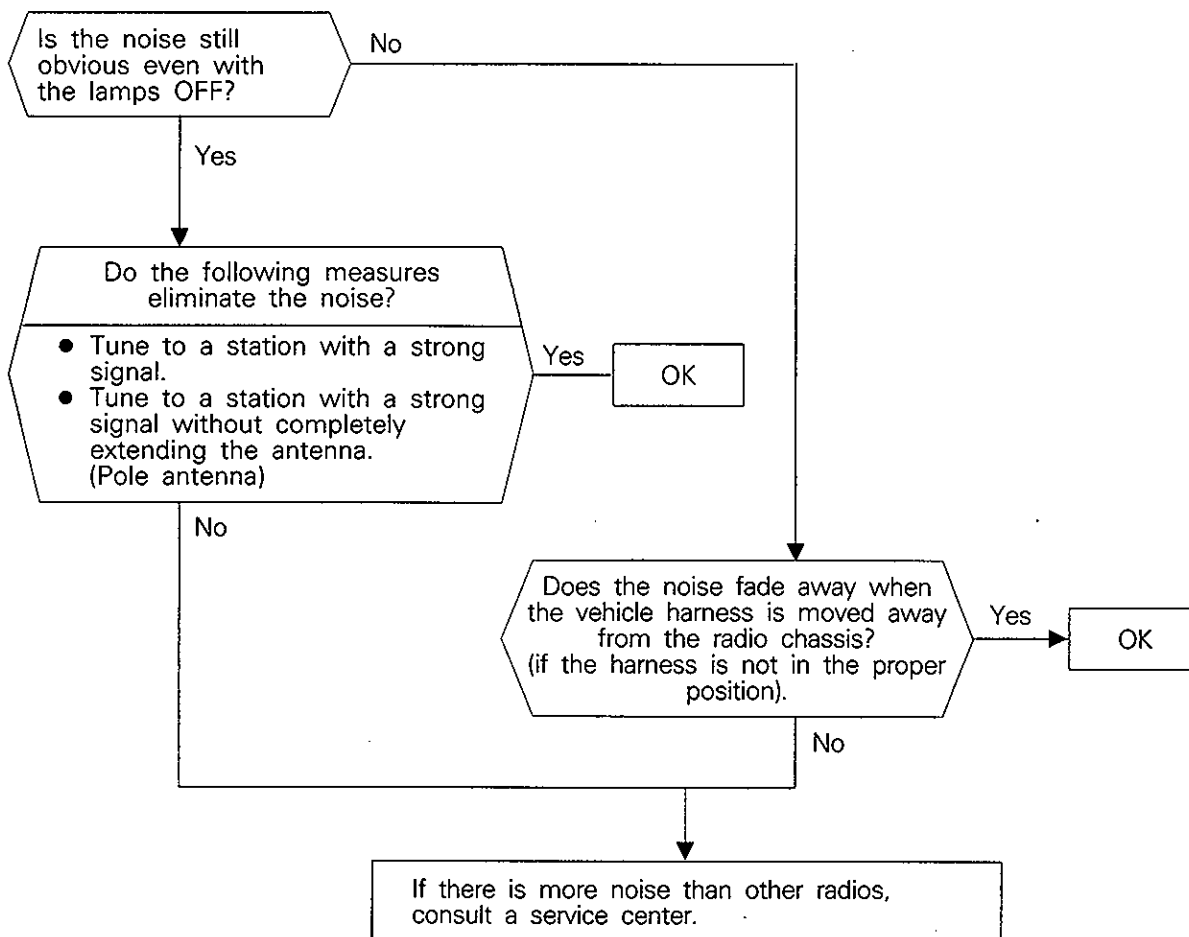 Is the noise still
obvious even with
the lamps OFF?
No
Yes
Do the following measures
eliminate the noise?
● Tune to a station with a strong
signal.
● Tune to a station with a strong
signal without completely
extending the antenna.
(Pole antenna)
Yes
OK
No
Does the noise fade away when
the vehicle harness is moved away
from the radio chassis?
(if the harness is not in the proper
position).
Yes
OK
No
If there is more noise than other radios,
consult a service center.